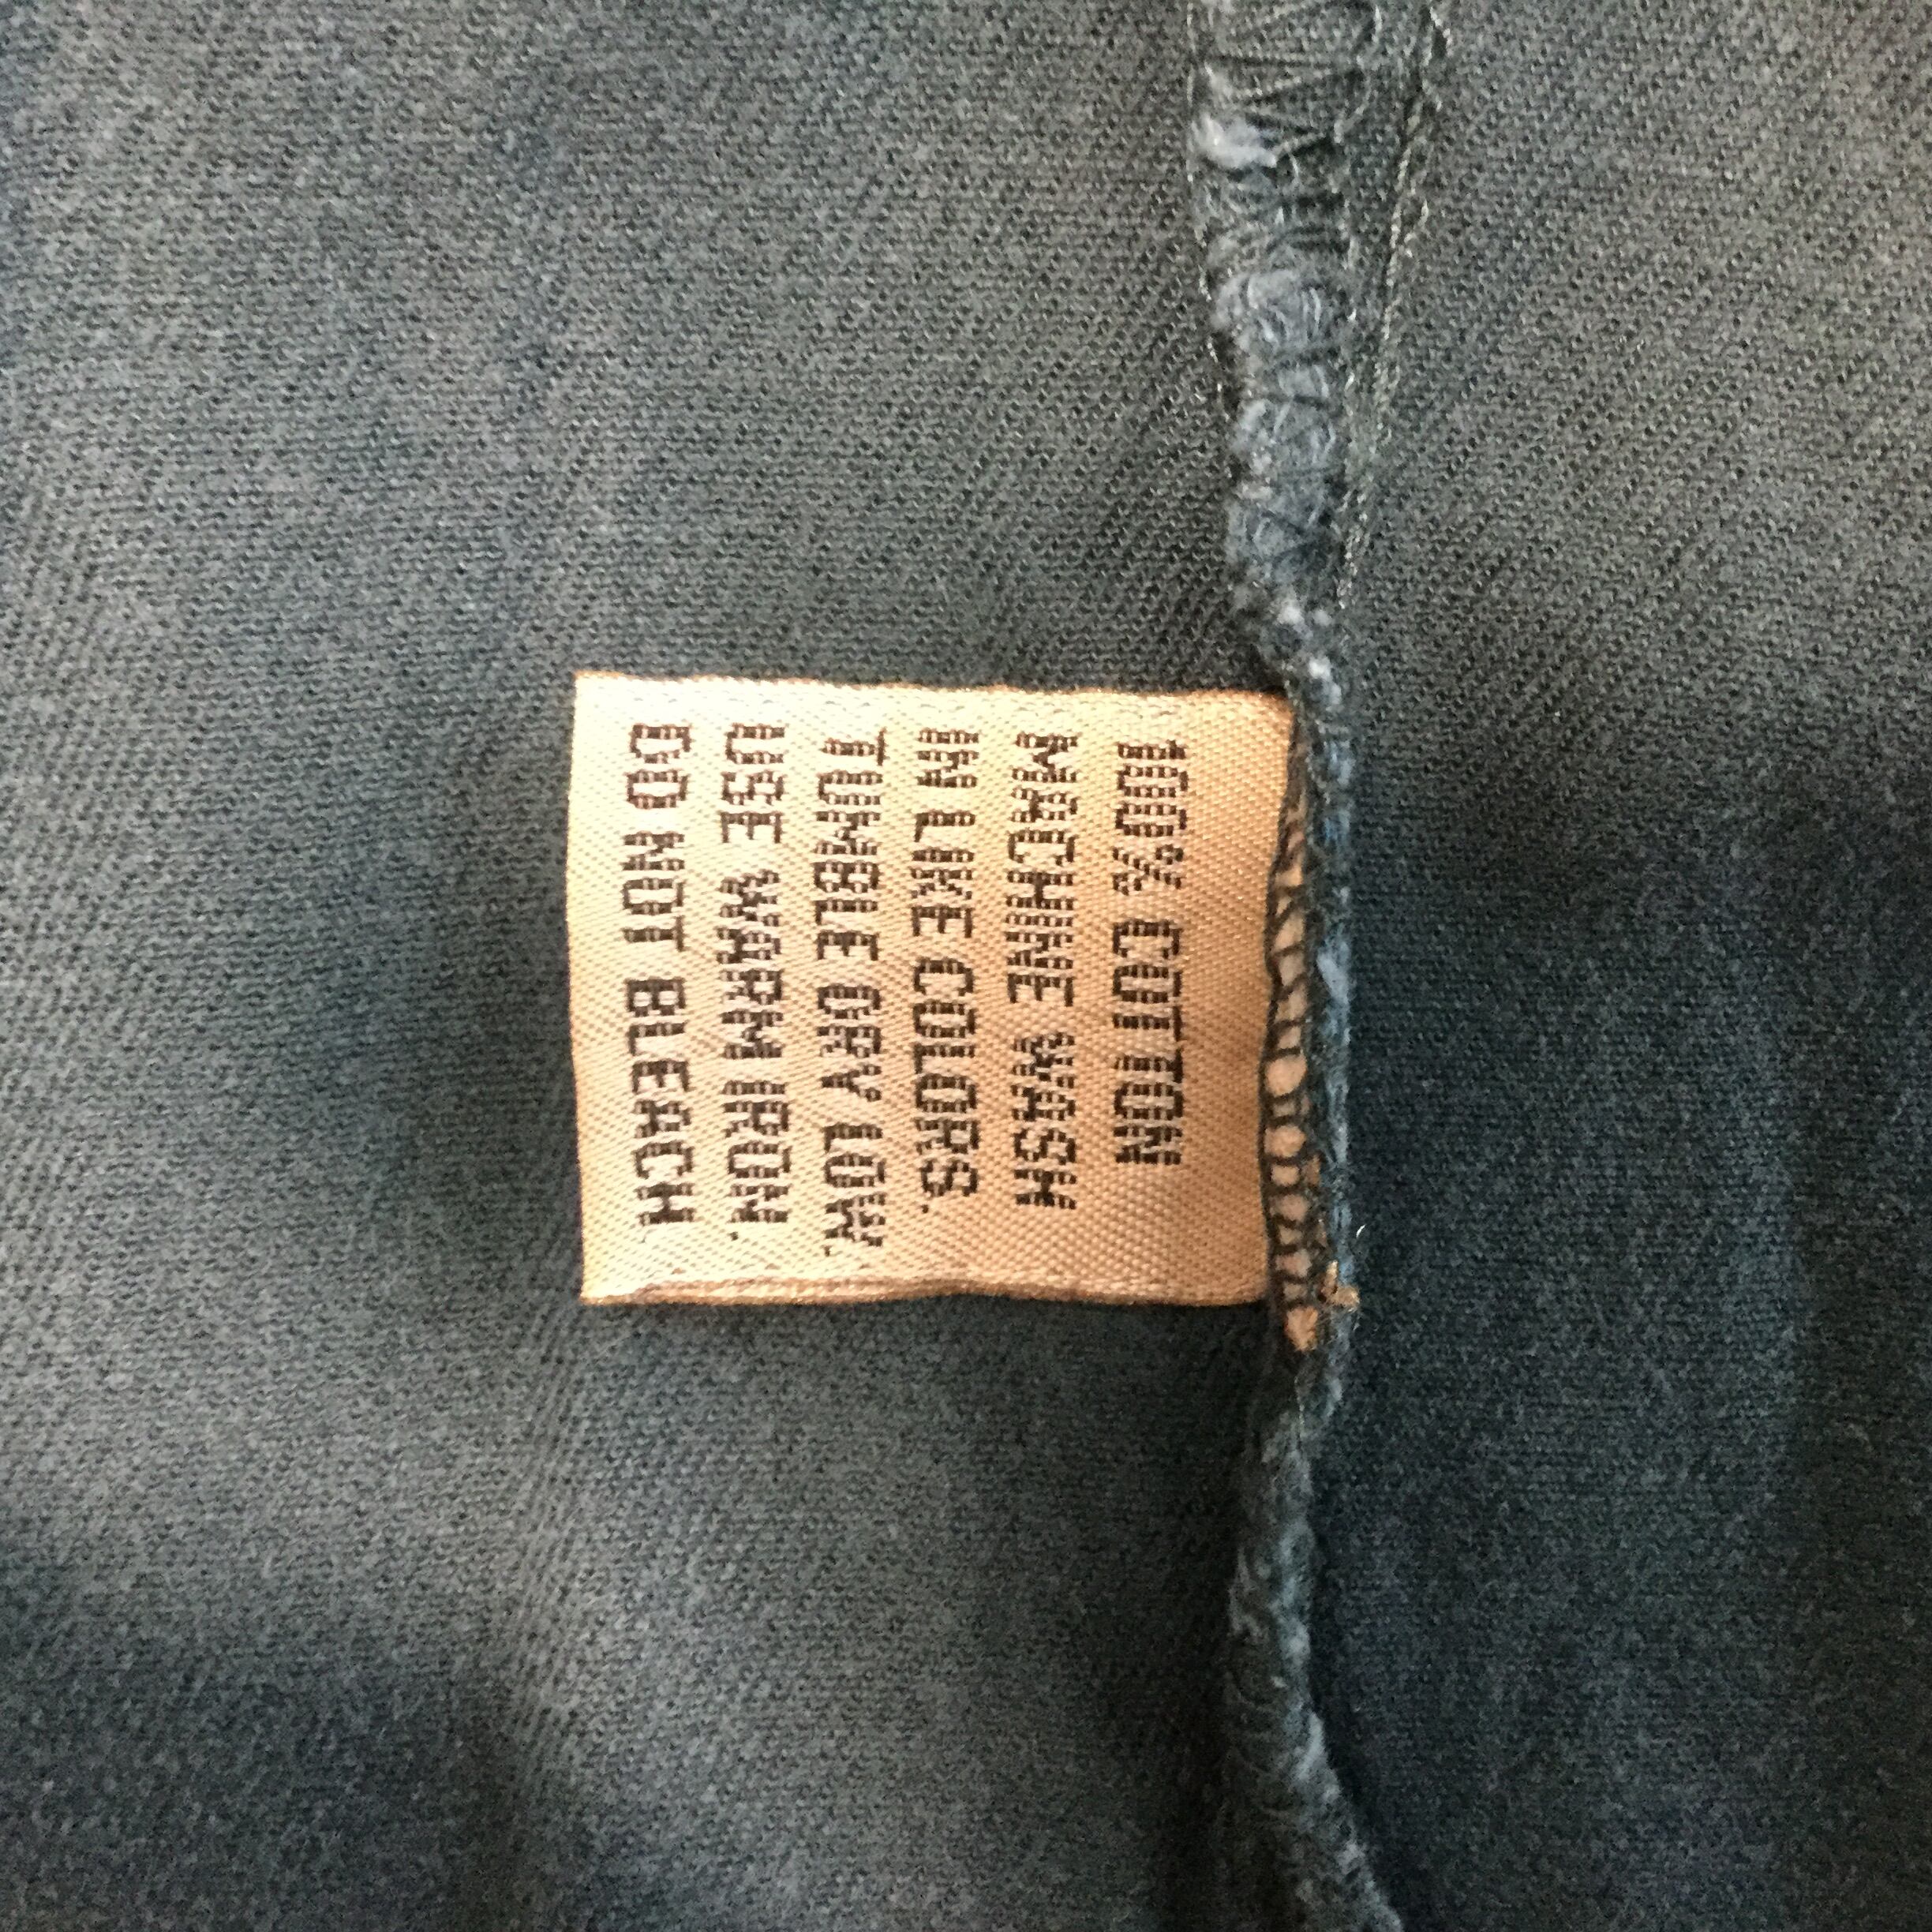 100% COTTON
MACHINE WASH
IN LIKE COLORS.
TUMBLE DRY LOW.
USE WARM IRON.
DO NOT BLEACH.